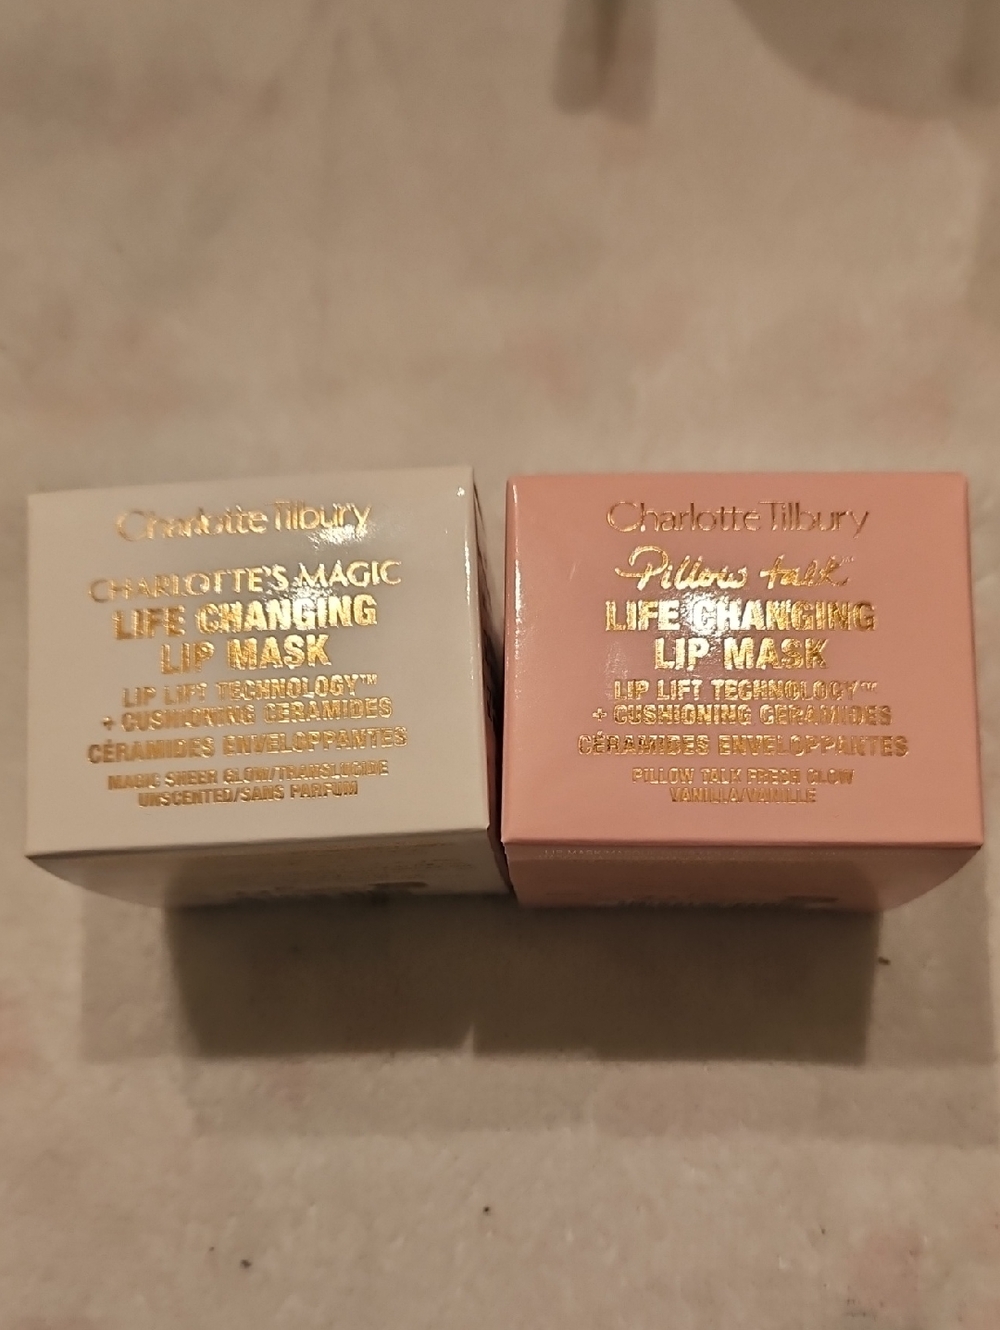 Charlotte Tilbury
CHARLOTTE'S MAGIC
LIFE CHANGING
LIP MASK
LIP LIFT TECHNOLOGY™
+ CUSHIONING CERAMIDES
CÉRAMIDES ENVELOPPANTES
MAGIC SHEER GLOW/TRANSLUCIDE
UNSCENTED/SANS PARFUM
Charlotte Tilbury
Pillow talk™
LIFE CHANGING
LIP MASK
LIP LIFT TECHNOLOGY™
+ CUSHIONING CERAMIDES
CÉRAMIDES ENVELOPPANTES
PILLOW TALK FRESH GLOW
VANILLA/VANILLE